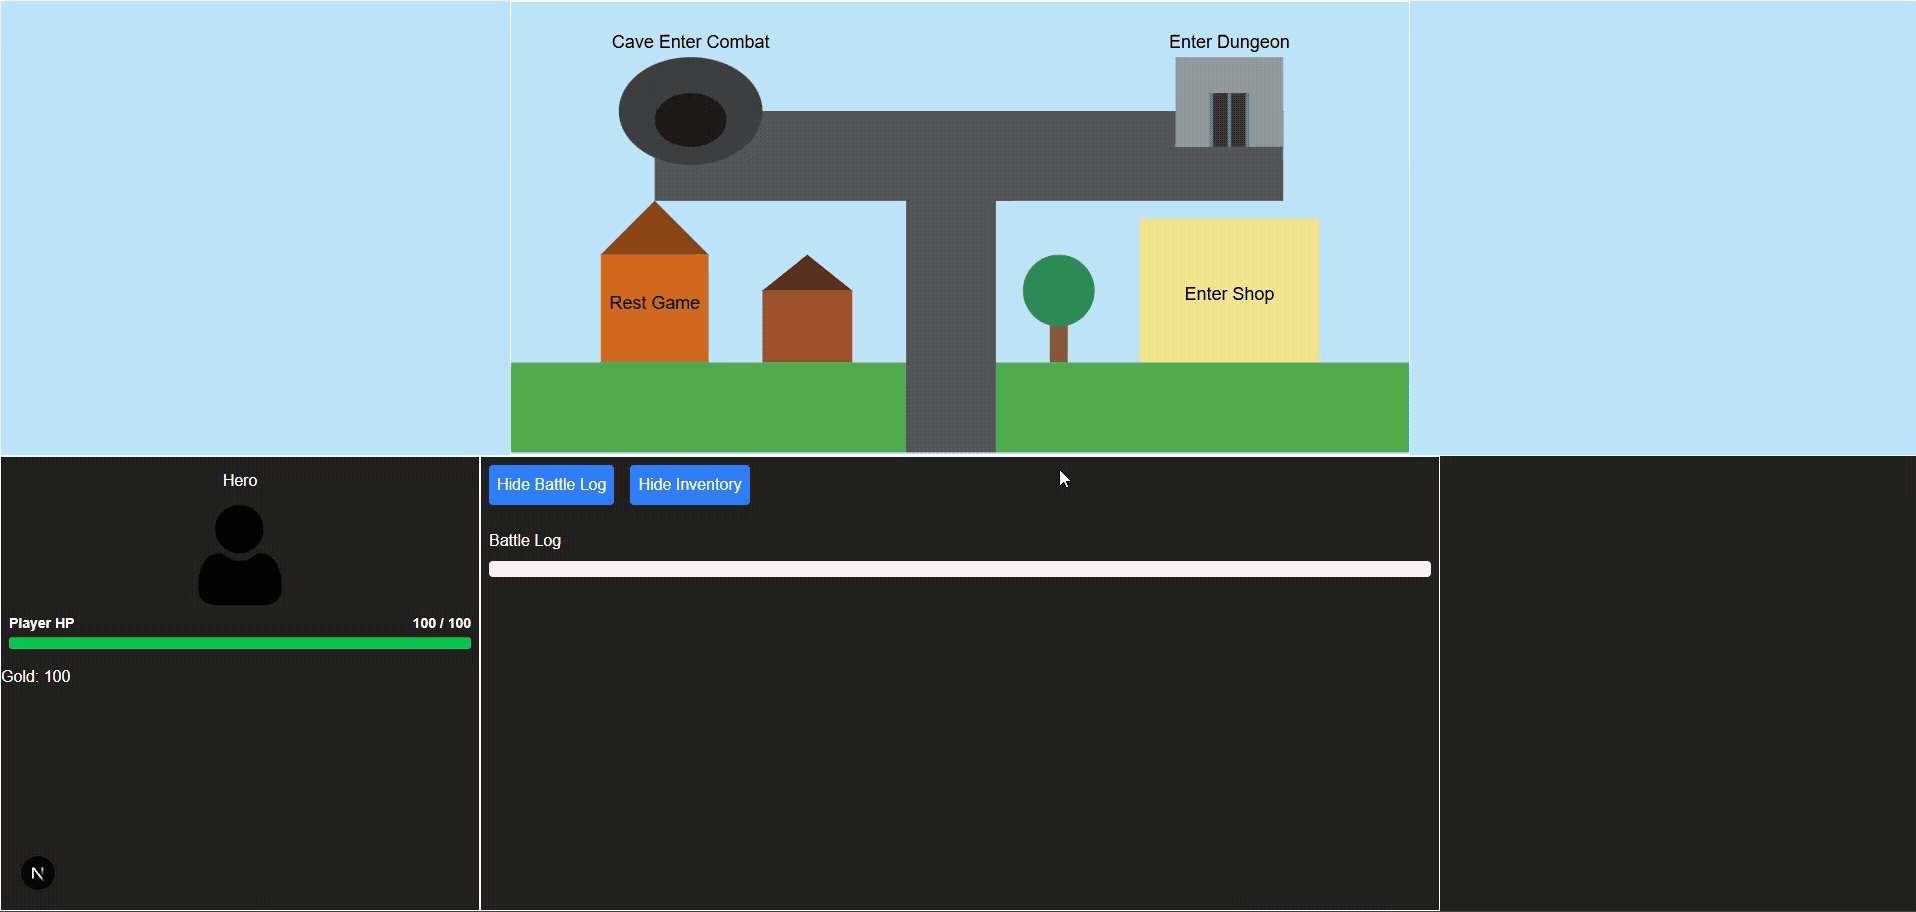 Cave Enter Combat
Enter Dungeon
Rest Game
Enter Shop
Hero
Player HP
100 / 100
Gold: 100
N
Hide Battle Log
Hide Inventory
Battle Log